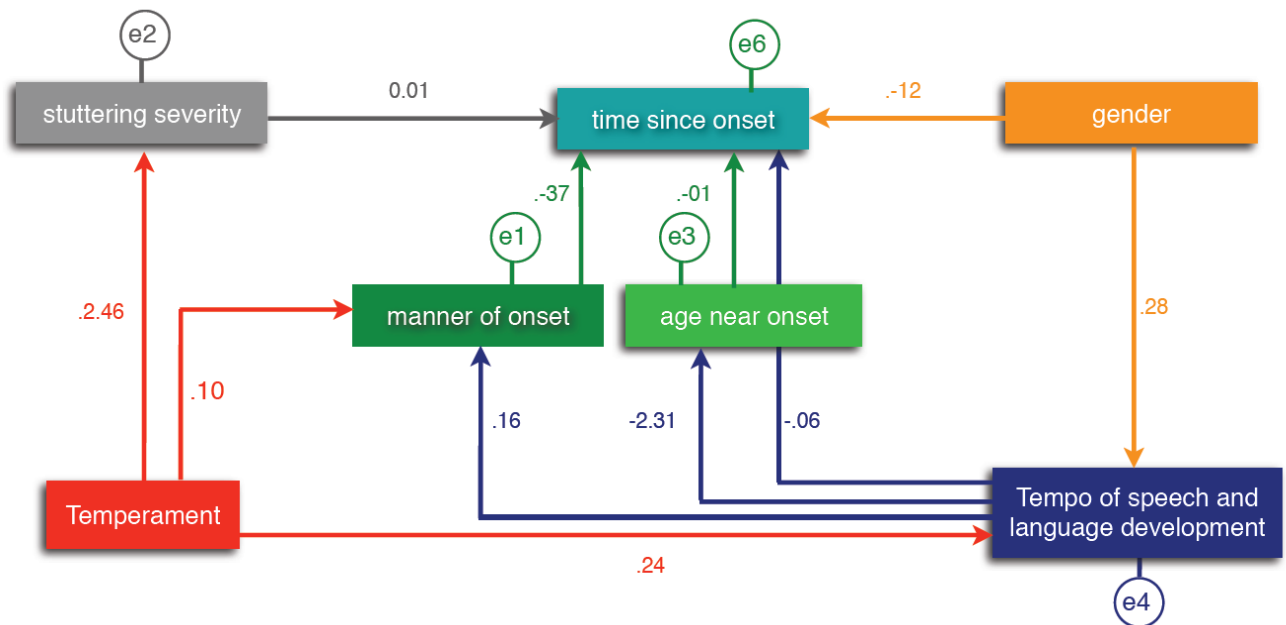 e2
e6
0.01
.-12
stuttering severity
time since onset
gender
.-37
.-01
e1
e3
.2.46
manner of onset
age near onset
.28
.10
.16
-2.31
-.06
Temperament
Tempo of speech and
language development
.24
e4